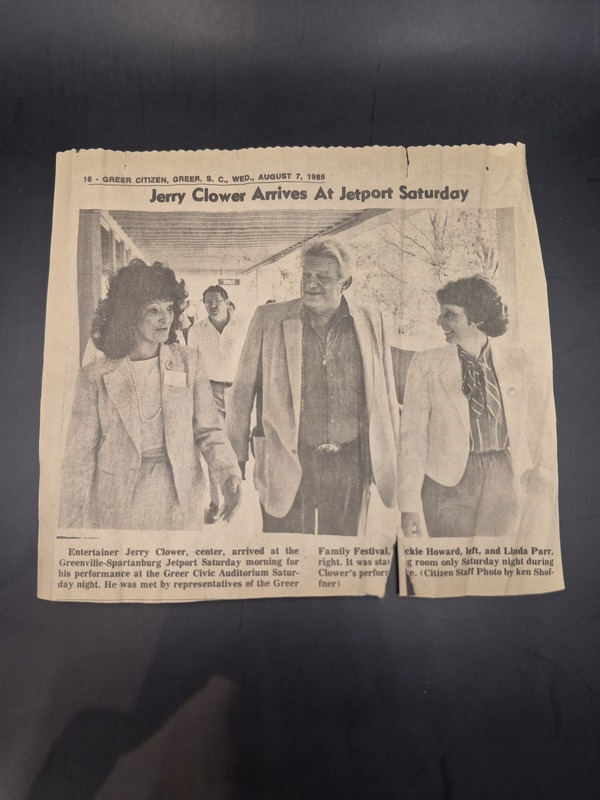 16 - GREER CITIZEN, GREER, S. C., WED., AUGUST 7, 1985
Jerry Clower Arrives At Jetport Saturday
Entertainer Jerry Clower, center, arrived at the
Greenville-Spartanburg Jetport Saturday morning for
his performance at the Greer Civic Auditorium Satur-
day night. He was met by representatives of the Greer
Family Festival, ckie Howard, left, and Linda Parr,
right. It was stan g room only Saturday night during
Clower's perform e. (Citizen Staff Photo by ken Shof-
fner)